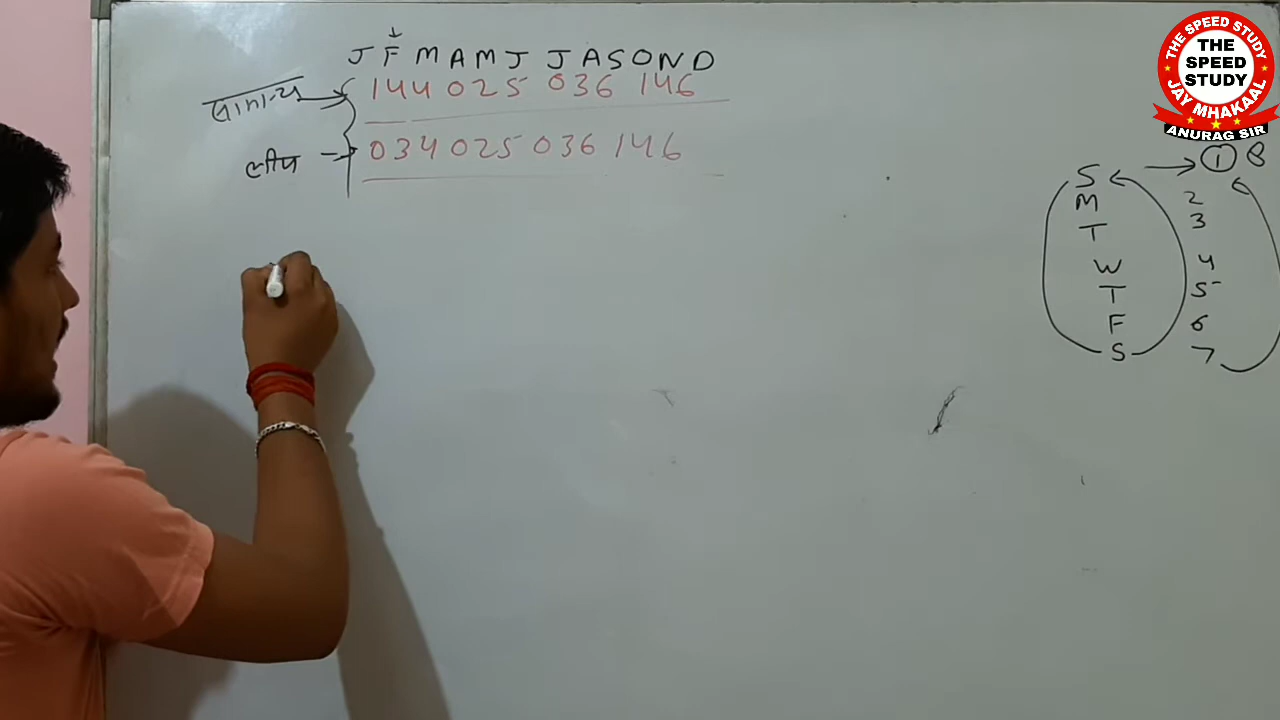 J F M A M J J A S O N D
सामान्य 144 025 036 146
लीप 034 025 036 146
S → 1 8
M 2
T 3
W 4
T 5
F 6
S 7
THE SPEED STUDY
THE
SPEED
STUDY
JAY MHAKAAL
ANURAG SIR